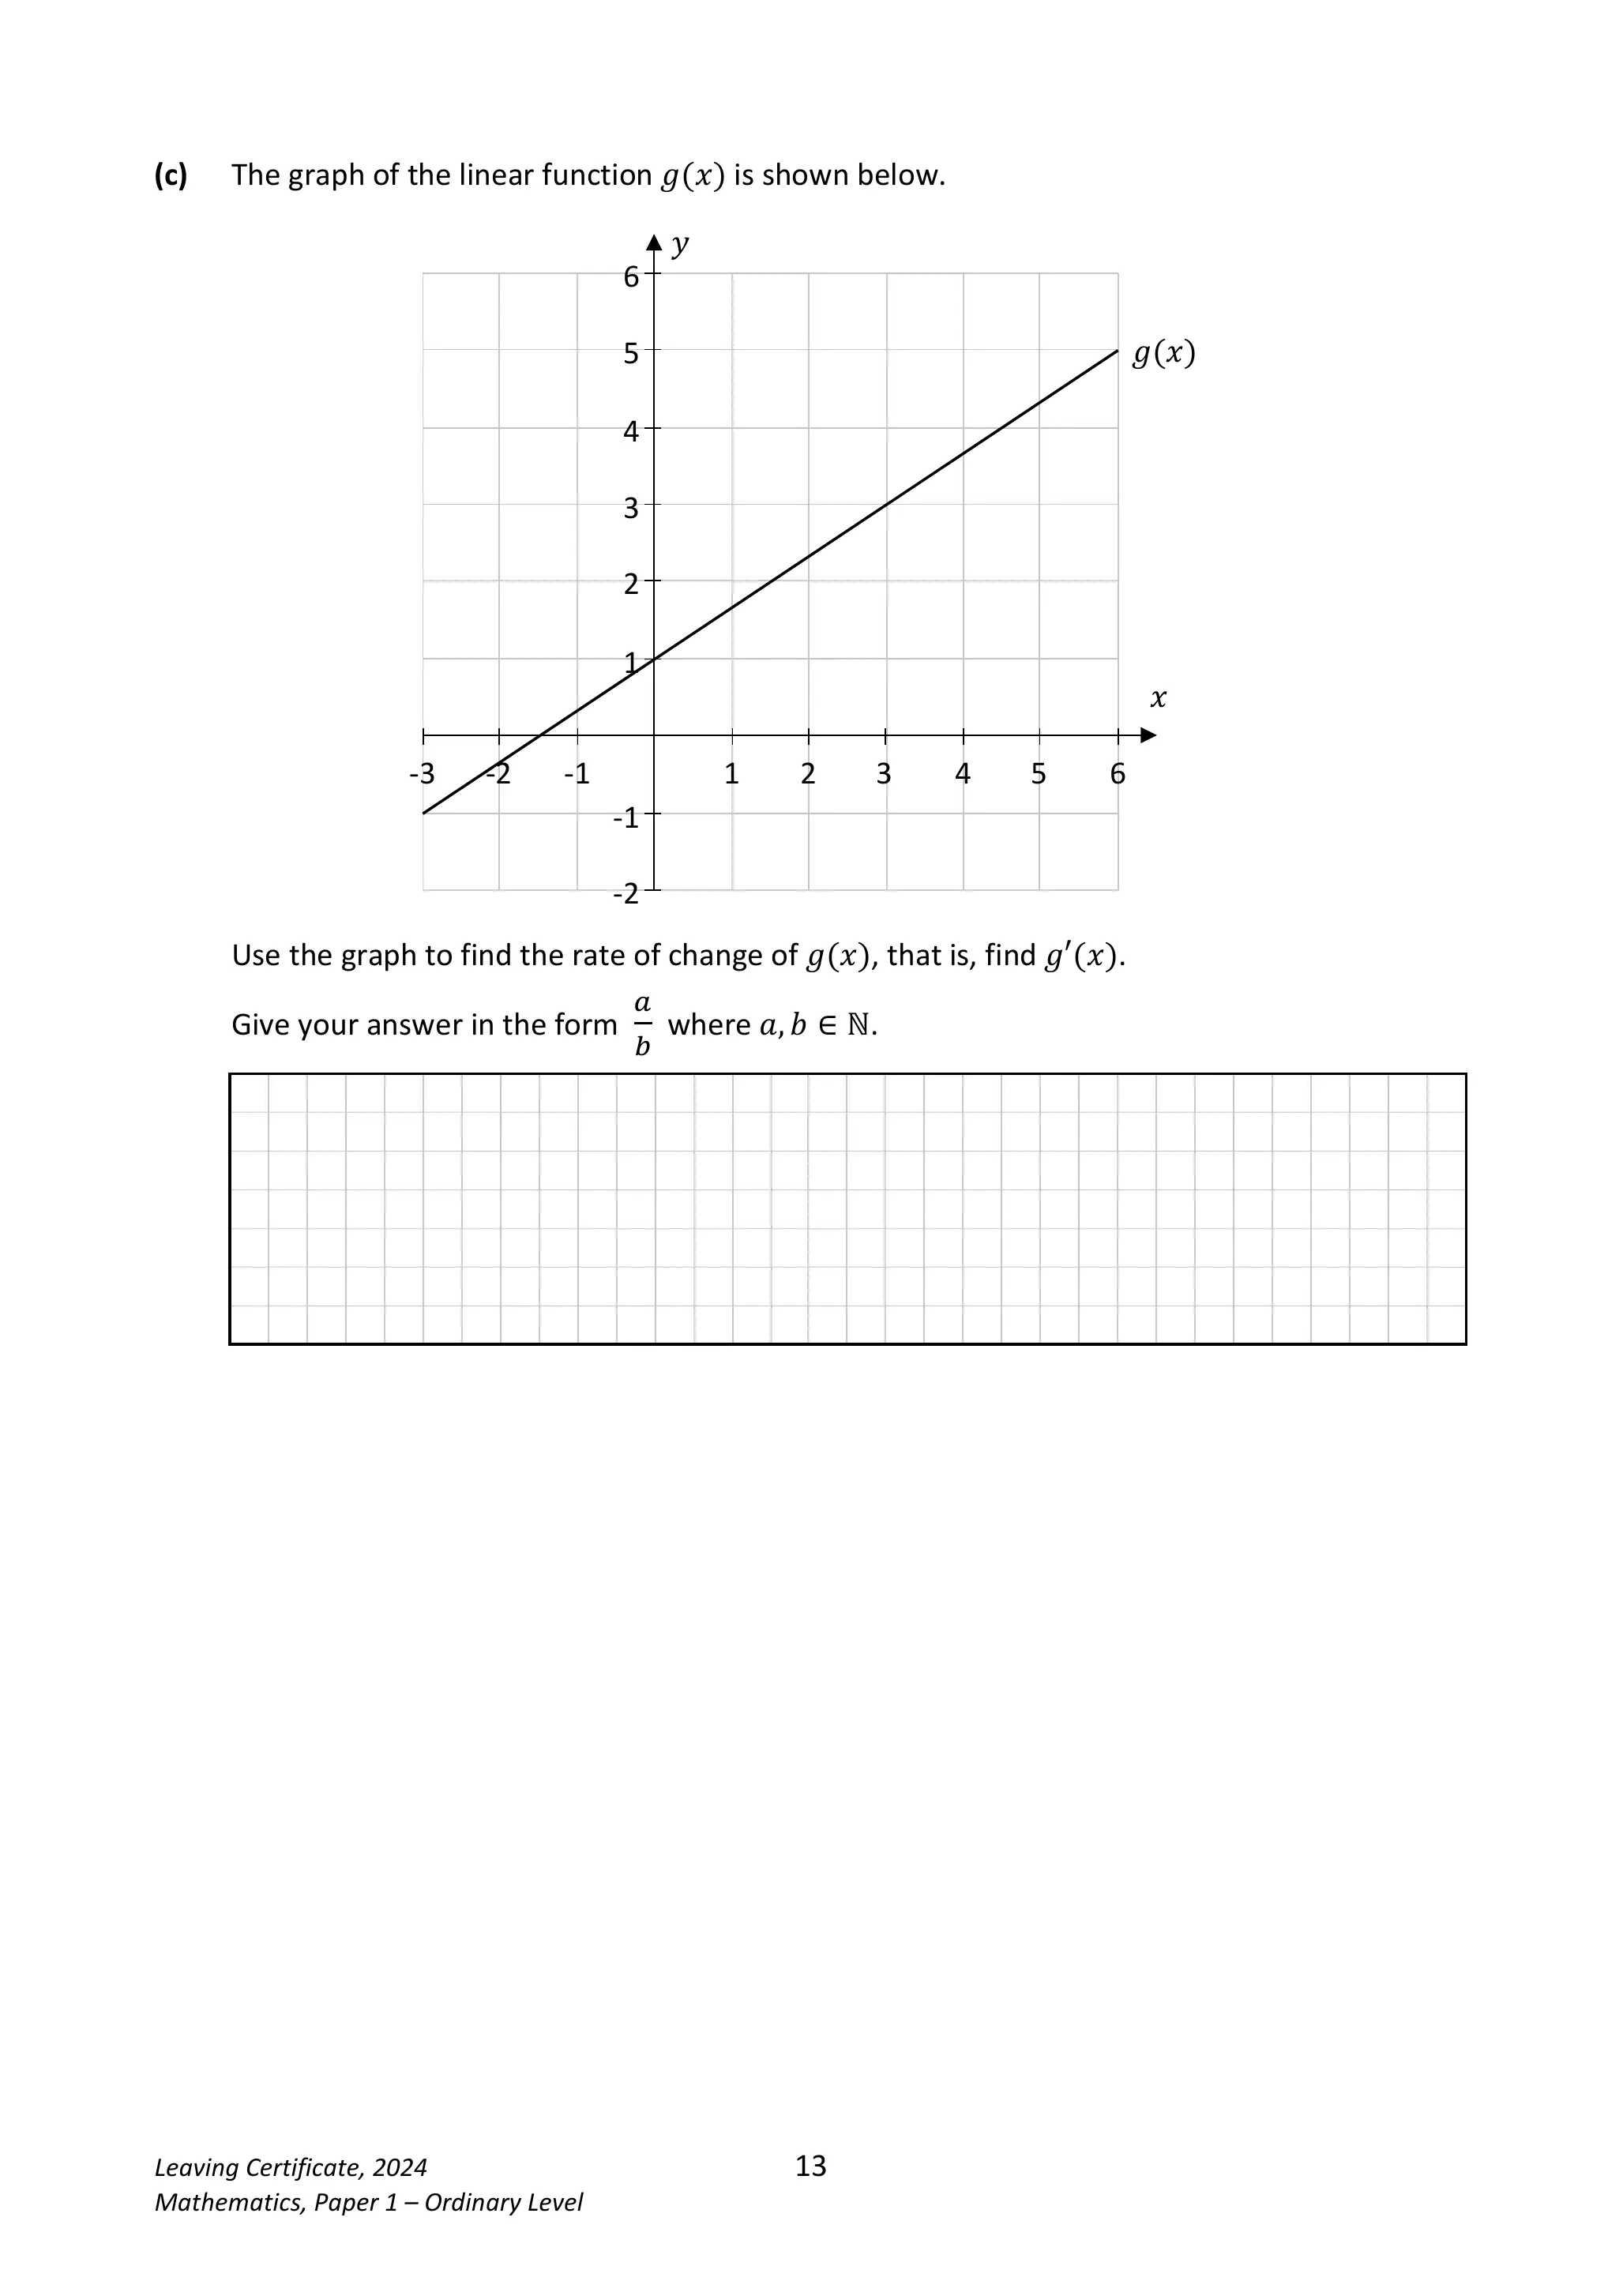 (c) The graph of the linear function g(x) is shown below.
y
6
5
g(x)
4
3
2
1
x
-3 -2 -1 1 2 3 4 5 6
-1
-2
Use the graph to find the rate of change of g(x), that is, find g′(x).
Give your answer in the form a/b where a, b ∈ ℕ.
Leaving Certificate, 2024 13
Mathematics, Paper 1 – Ordinary Level